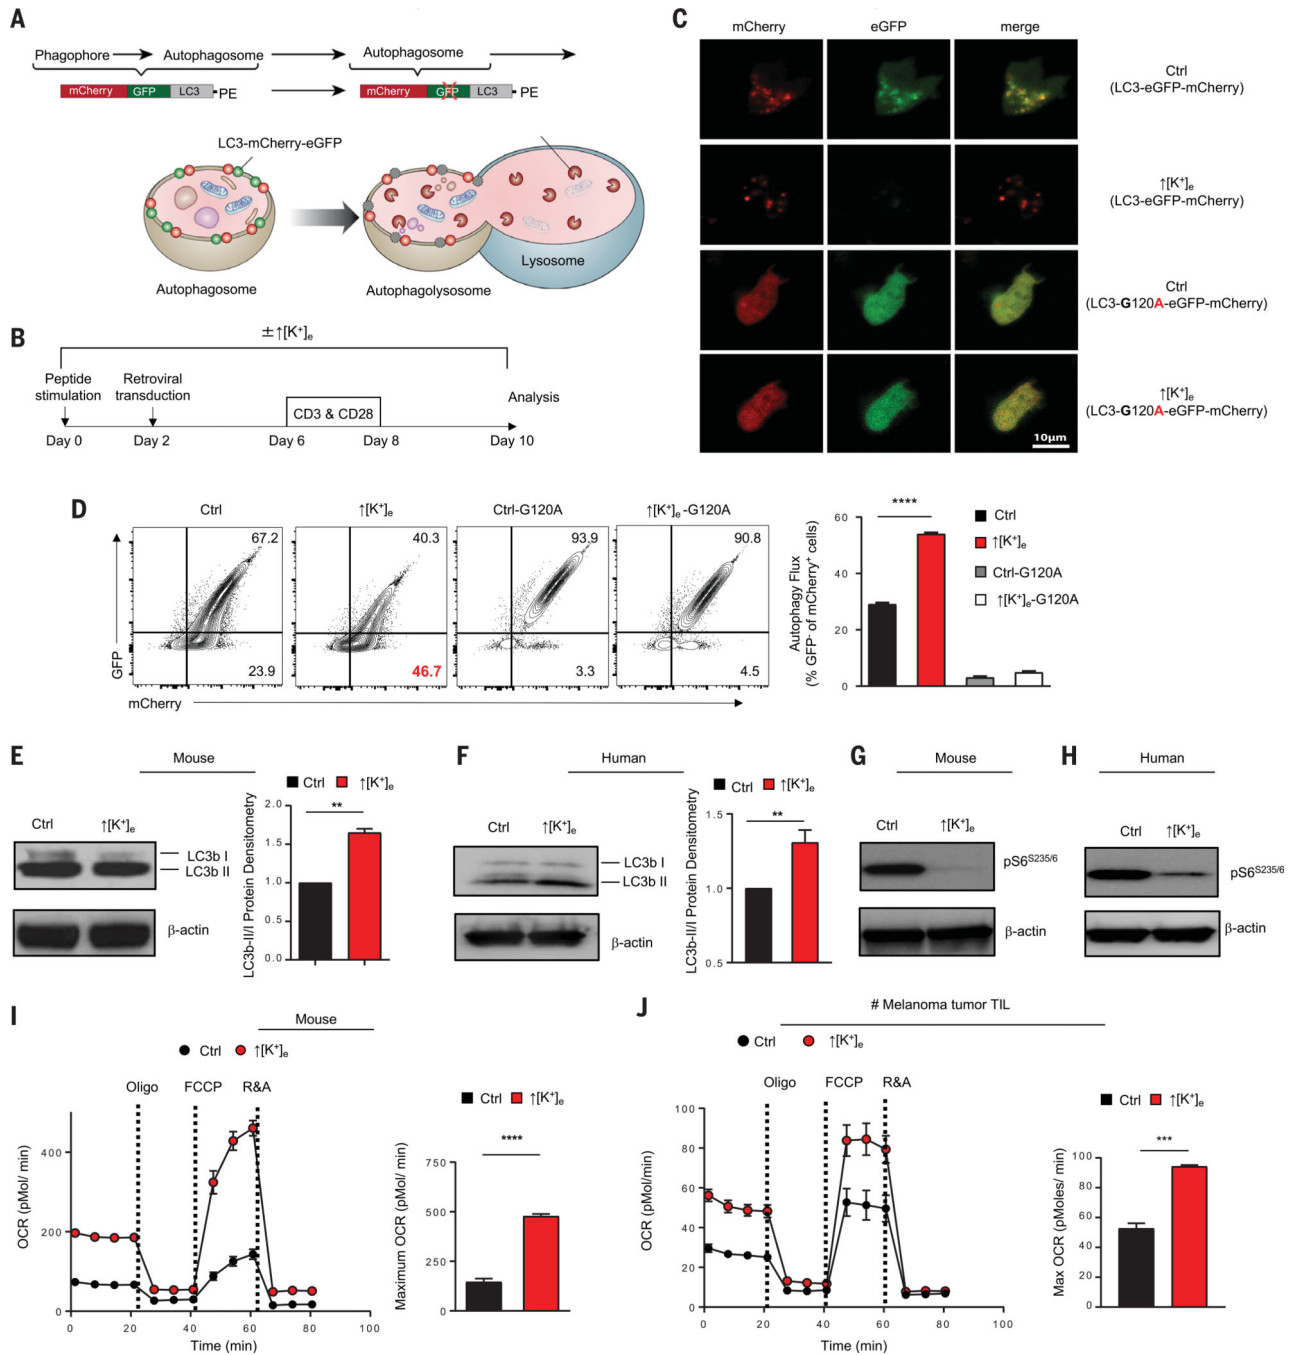 A
Phagophore
Autophagosome
Autophagosome
mCherry
GFP
LC3
PE
mCherry
GFP
LC3
PE
LC3-mCherry-eGFP
Lysosome
Autophagosome
Autophagolysosome
B
±↑[K⁺]ₑ
Peptide
stimulation
Retroviral
transduction
CD3 & CD28
Analysis
Day 0
Day 2
Day 6
Day 8
Day 10
C
mCherry
eGFP
merge
Ctrl
(LC3-eGFP-mCherry)
↑[K⁺]ₑ
(LC3-eGFP-mCherry)
Ctrl
(LC3-G120A-eGFP-mCherry)
↑[K⁺]ₑ
(LC3-G120A-eGFP-mCherry)
10µm
D
Ctrl
↑[K⁺]ₑ
Ctrl-G120A
↑[K⁺]ₑ -G120A
67.2
40.3
93.9
90.8
23.9
46.7
3.3
4.5
GFP
mCherry
Autophagy Flux
(% GFP⁻ of mCherry⁺ cells)
60
40
20
0
****
Ctrl
↑[K⁺]ₑ
Ctrl-G120A
↑[K⁺]ₑ-G120A
E
Mouse
Ctrl
↑[K⁺]ₑ
LC3b I
LC3b II
β-actin
Ctrl
↑[K⁺]ₑ
LC3b-II/I Protein Densitometry
2.0
1.5
1.0
0.5
0.0
**
F
Human
Ctrl
↑[K⁺]ₑ
LC3b I
LC3b II
β-actin
Ctrl
↑[K⁺]ₑ
LC3b-II/I Protein Densitometry
1.5
1.0
0.5
**
G
Mouse
Ctrl
↑[K⁺]ₑ
pS6ˢ²³⁵/⁶
β-actin
H
Human
Ctrl
↑[K⁺]ₑ
pS6ˢ²³⁵/⁶
β-actin
I
Mouse
Ctrl
↑[K⁺]ₑ
Oligo
FCCP
R&A
OCR (pMol/ min)
400
200
0
0
20
40
60
80
100
Time (min)
Ctrl
↑[K⁺]ₑ
Maximum OCR (pMol/ min)
750
500
250
0
****
J
# Melanoma tumor TIL
Ctrl
↑[K⁺]ₑ
Oligo
FCCP
R&A
OCR (pMol/min)
100
80
60
40
20
0
0
20
40
60
80
100
Time (min)
Ctrl
↑[K⁺]ₑ
Max OCR (pMoles/ min)
100
80
60
40
20
0
***